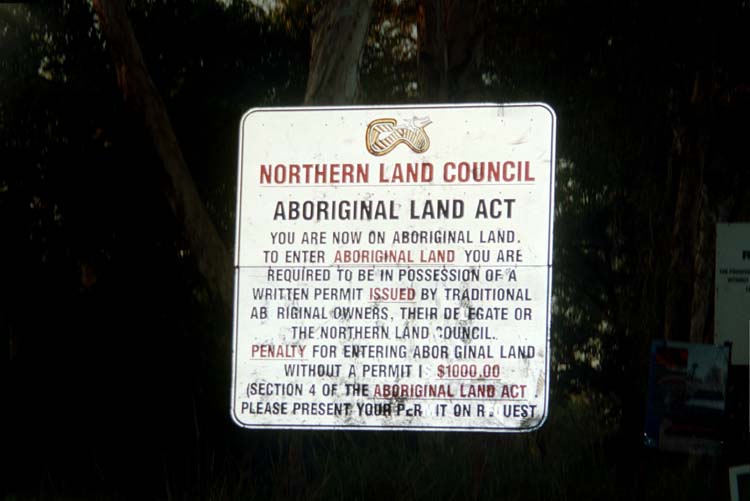 NORTHERN LAND COUNCIL
ABORIGINAL LAND ACT
YOU ARE NOW ON ABORIGINAL LAND.
TO ENTER ABORIGINAL LAND YOU ARE
REQUIRED TO BE IN POSSESSION OF A
WRITTEN PERMIT ISSUED BY TRADITIONAL
AB RIGINAL OWNERS, THEIR DE EGATE OR
THE NORTHERN LAND COUNCIL.
PENALTY FOR ENTERING ABOR GINAL LAND
WITHOUT A PERMIT IS $1000.00
(SECTION 4 OF THE ABORIGINAL LAND ACT .
PLEASE PRESENT YOUR PERMIT ON R QUEST